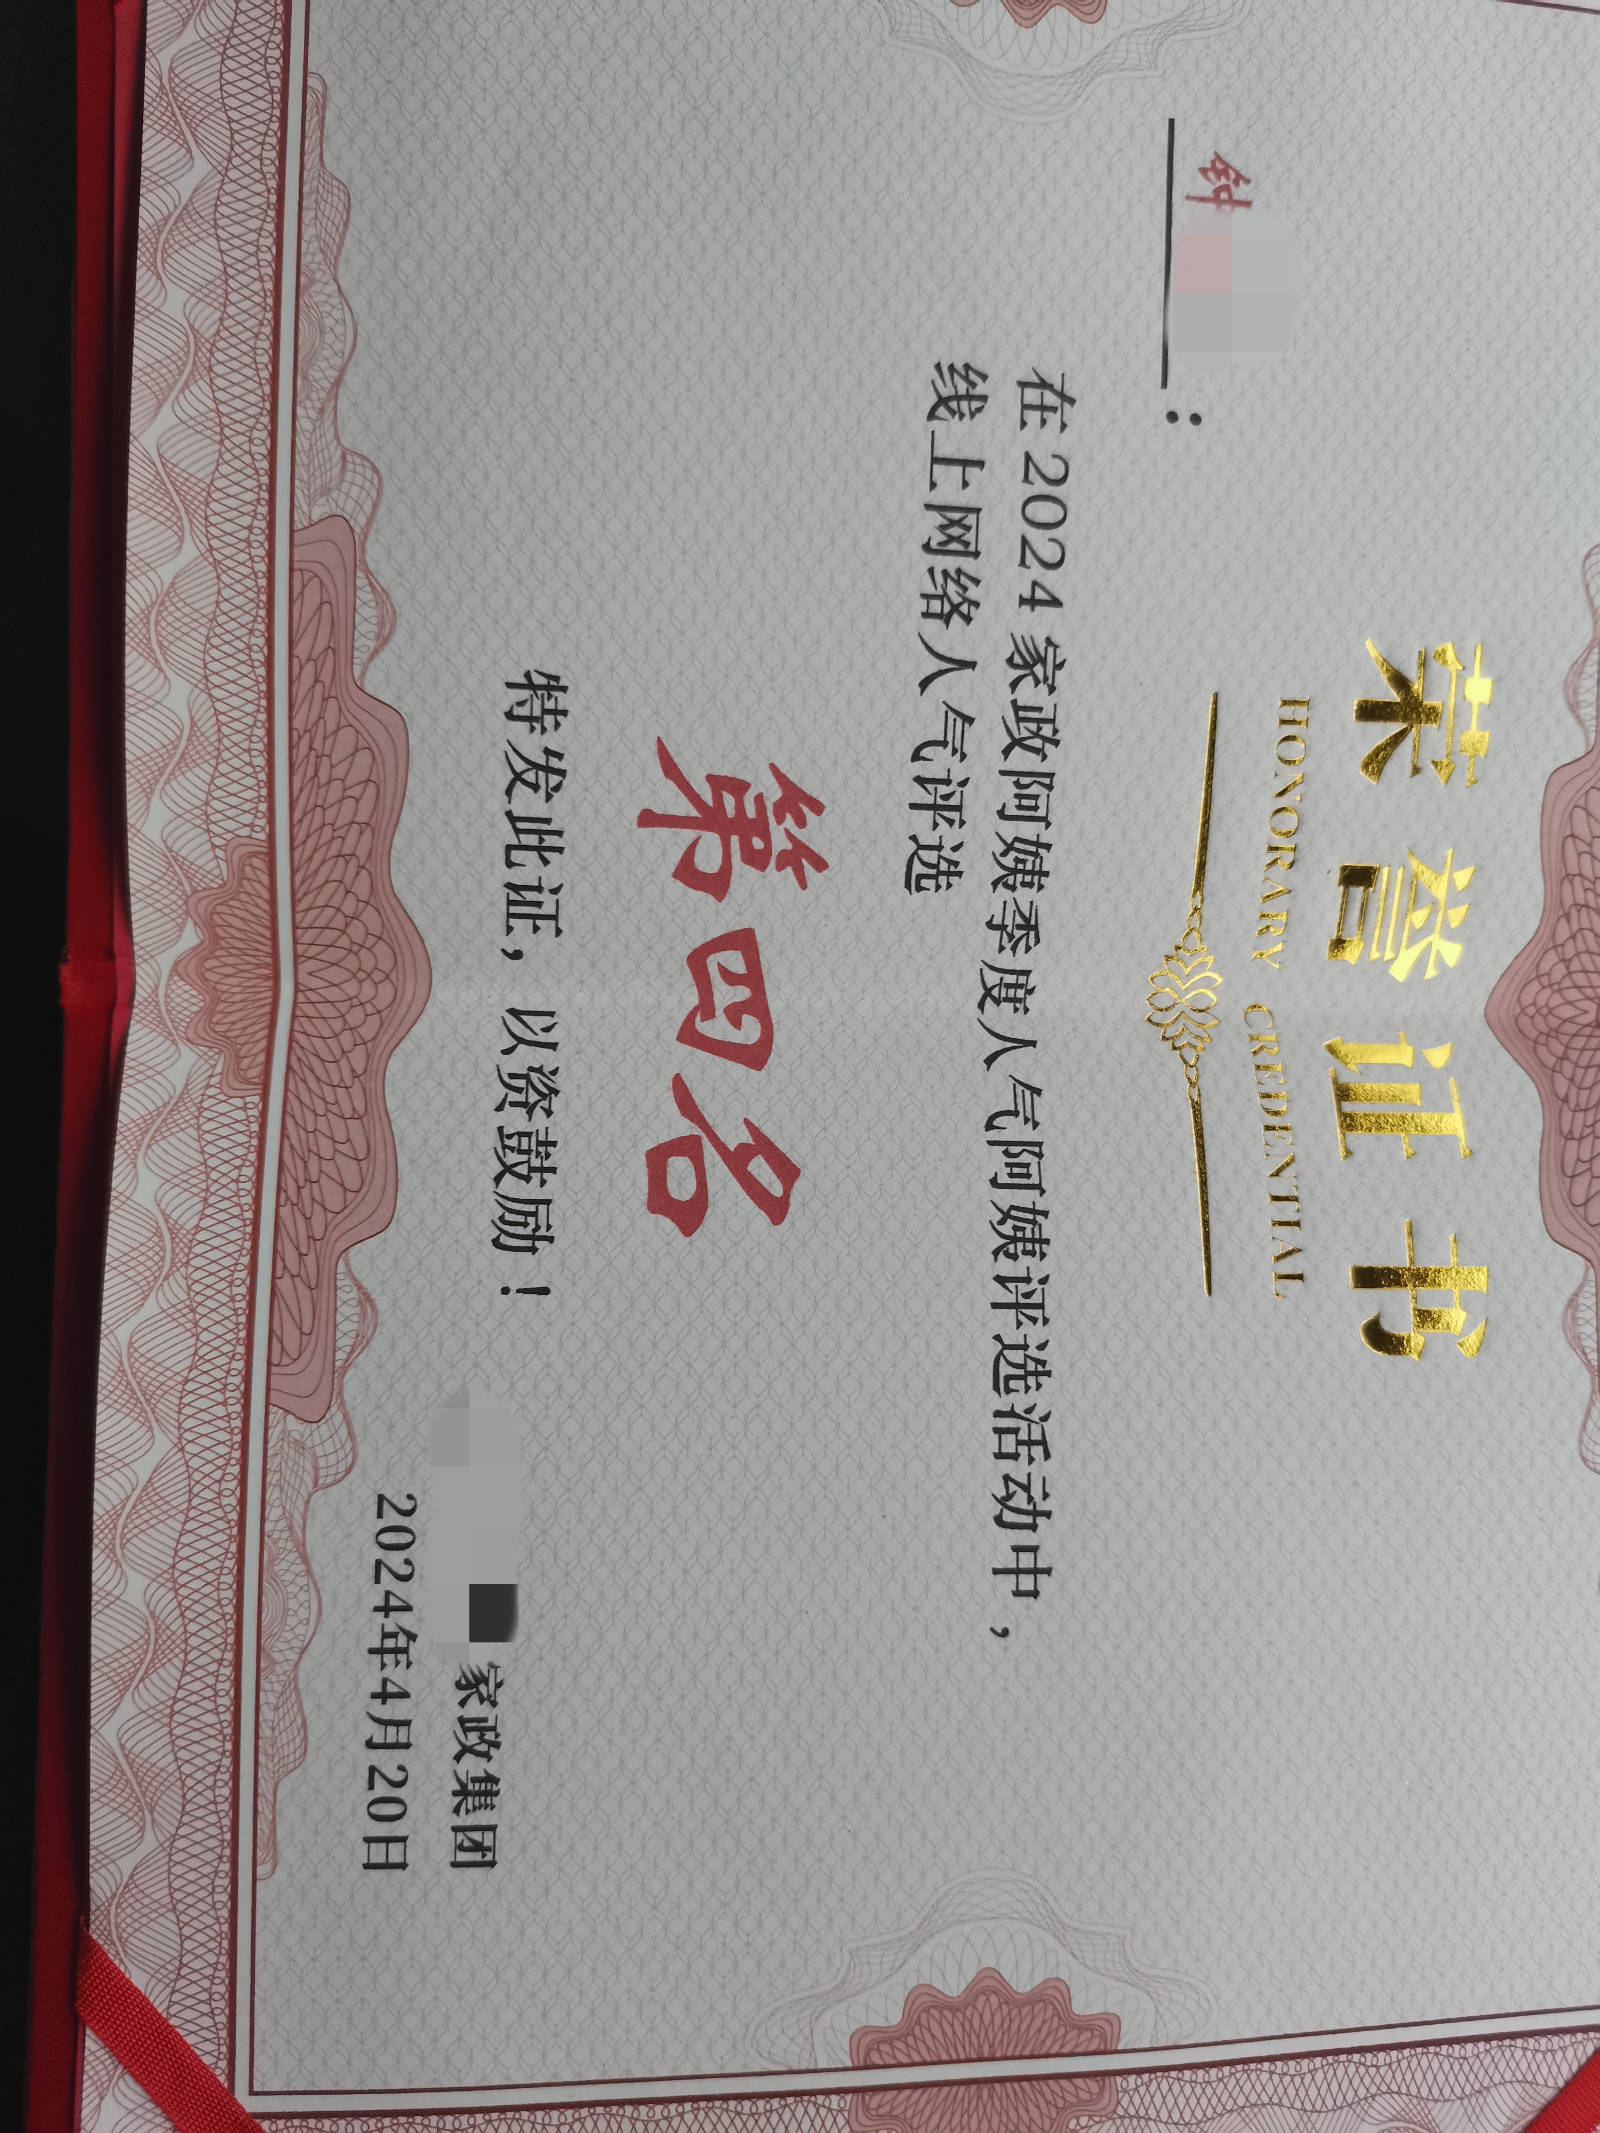 荣誉证书
HONORARY CREDENTIAL
钟
：
在2024家政阿姨季度人气阿姨评选活动中，
线上网络人气评选
第四名
特发此证，以资鼓励！
家政集团
2024年4月20日